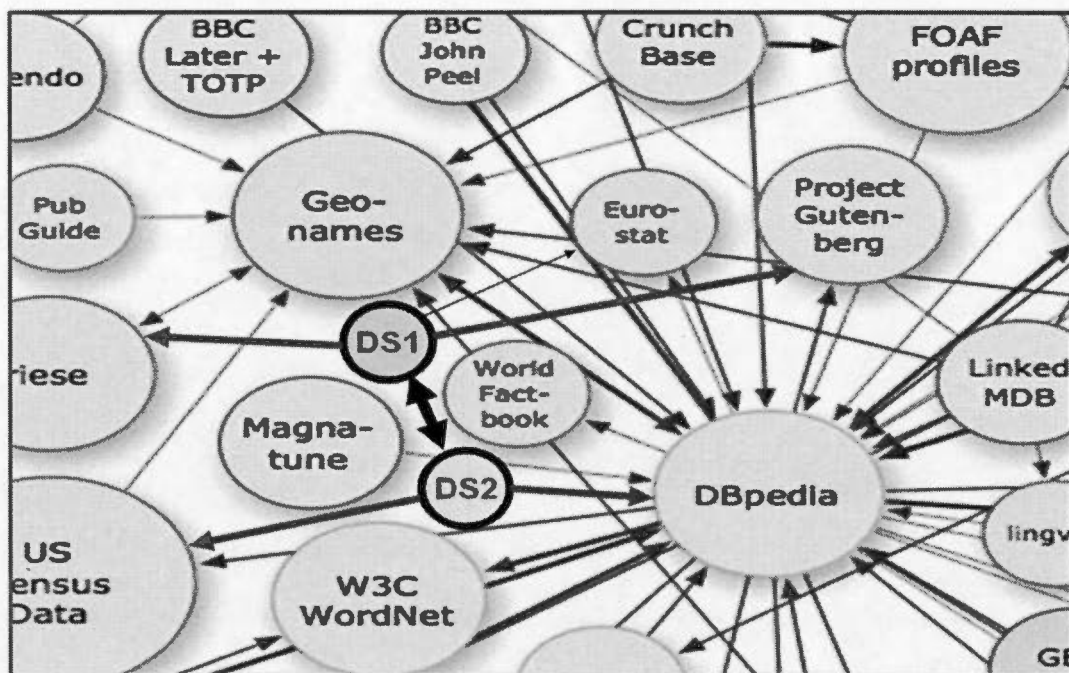 BBC
Later +
TOTP
BBC
John
Peel
Crunch
Base
FOAF
profiles
endo
Pub
Guide
Geo-
names
Euro-
stat
Project
Guten-
berg
DS1
riese
World
Fact-
book
Linked
MDB
Magna-
tune
DS2
DBpedia
lingv
US
ensus
Data
W3C
WordNet
GE